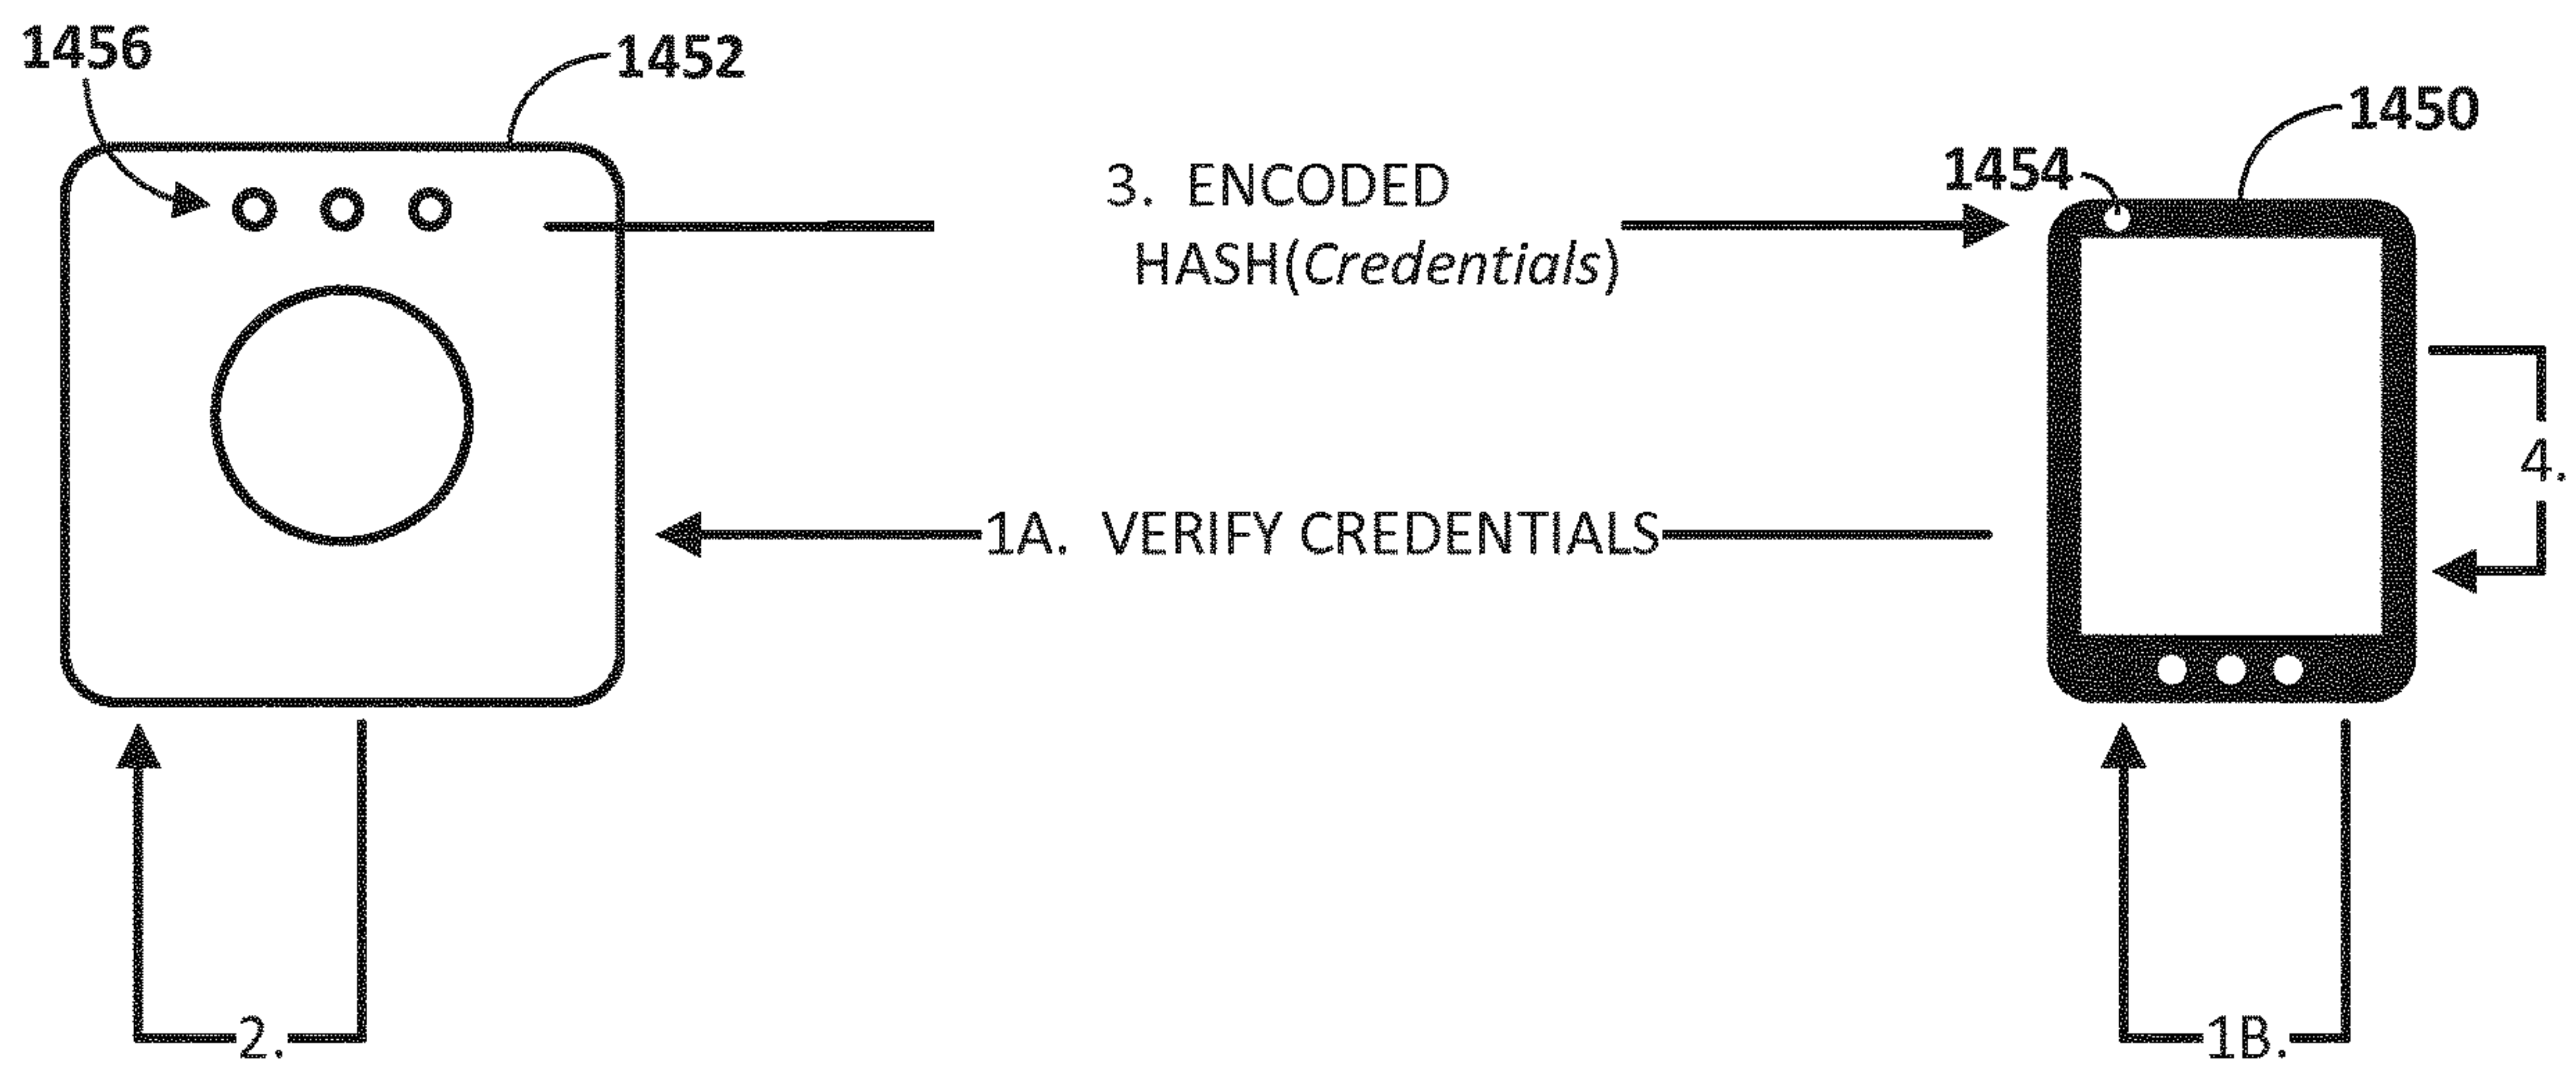 1456
1452
1450
1454
3. ENCODED
HASH(Credentials)
4.
1A. VERIFY CREDENTIALS
2.
1B.